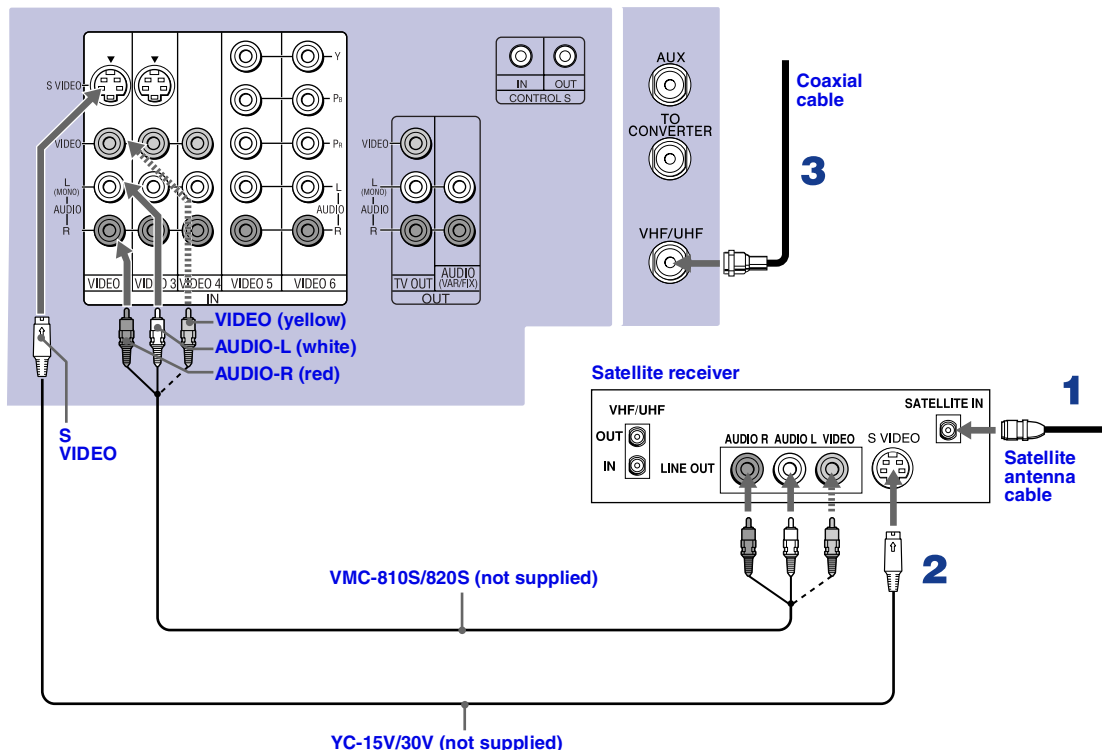 Y
S VIDEO
PB
VIDEO
PR
L
(MONO)
AUDIO
R
L
AUDIO
R
VIDEO
VIDEO 3
VIDEO 4
VIDEO 5
VIDEO 6
IN
IN
OUT
CONTROL S
VIDEO
L
(MONO)
AUDIO
R
TV OUT
AUDIO
(VAR/FIX)
OUT
AUX
TO
CONVERTER
VHF/UHF
Coaxial
cable
3
VIDEO (yellow)
AUDIO-L (white)
AUDIO-R (red)
S
VIDEO
Satellite receiver
VHF/UHF
OUT
IN
LINE OUT
AUDIO R
AUDIO L
VIDEO
S VIDEO
SATELLITE IN
1
Satellite
antenna
cable
2
VMC-810S/820S (not supplied)
YC-15V/30V (not supplied)